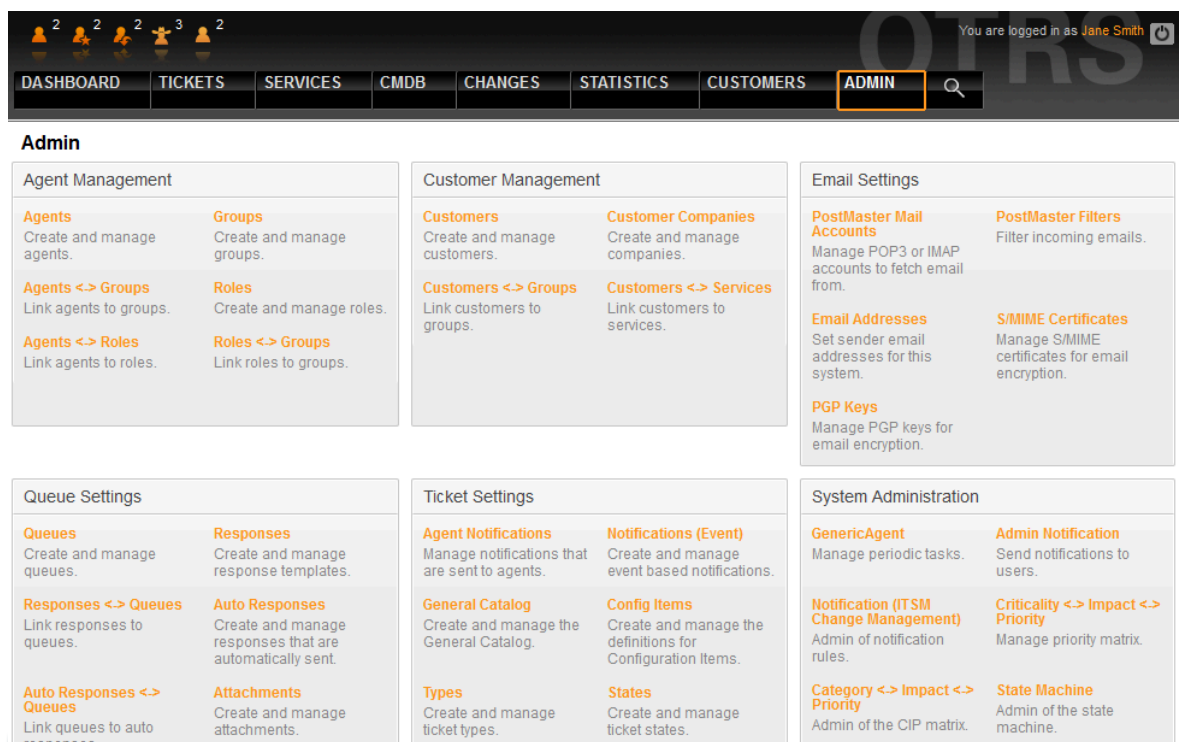 2 2 2 3 2
OTRS
You are logged in as Jane Smith
DASHBOARD TICKETS SERVICES CMDB CHANGES STATISTICS CUSTOMERS ADMIN
Admin
Agent Management
Agents
Create and manage
agents.
Groups
Create and manage
groups.
Agents <-> Groups
Link agents to groups.
Roles
Create and manage roles.
Agents <-> Roles
Link agents to roles.
Roles <-> Groups
Link roles to groups.
Customer Management
Customers
Create and manage
customers.
Customer Companies
Create and manage
companies.
Customers <-> Groups
Link customers to
groups.
Customers <-> Services
Link customers to
services.
Email Settings
PostMaster Mail
Accounts
Manage POP3 or IMAP
accounts to fetch email
from.
PostMaster Filters
Filter incoming emails.
Email Addresses
Set sender email
addresses for this
system.
S/MIME Certificates
Manage S/MIME
certificates for email
encryption.
PGP Keys
Manage PGP keys for
email encryption.
Queue Settings
Queues
Create and manage
queues.
Responses
Create and manage
response templates.
Responses <-> Queues
Link responses to
queues.
Auto Responses
Create and manage
responses that are
automatically sent.
Auto Responses <->
Queues
Link queues to auto
Attachments
Create and manage
attachments.
Ticket Settings
Agent Notifications
Manage notifications that
are sent to agents.
Notifications (Event)
Create and manage
event based notifications.
General Catalog
Create and manage the
General Catalog.
Config Items
Create and manage the
definitions for
Configuration Items.
Types
Create and manage
ticket types.
States
Create and manage
ticket states.
System Administration
GenericAgent
Manage periodic tasks.
Admin Notification
Send notifications to
users.
Notification (ITSM
Change Management)
Admin of notification
rules.
Criticality <-> Impact <->
Priority
Manage priority matrix.
Category <-> Impact <->
Priority
Admin of the CIP matrix.
State Machine
Admin of the state
machine.